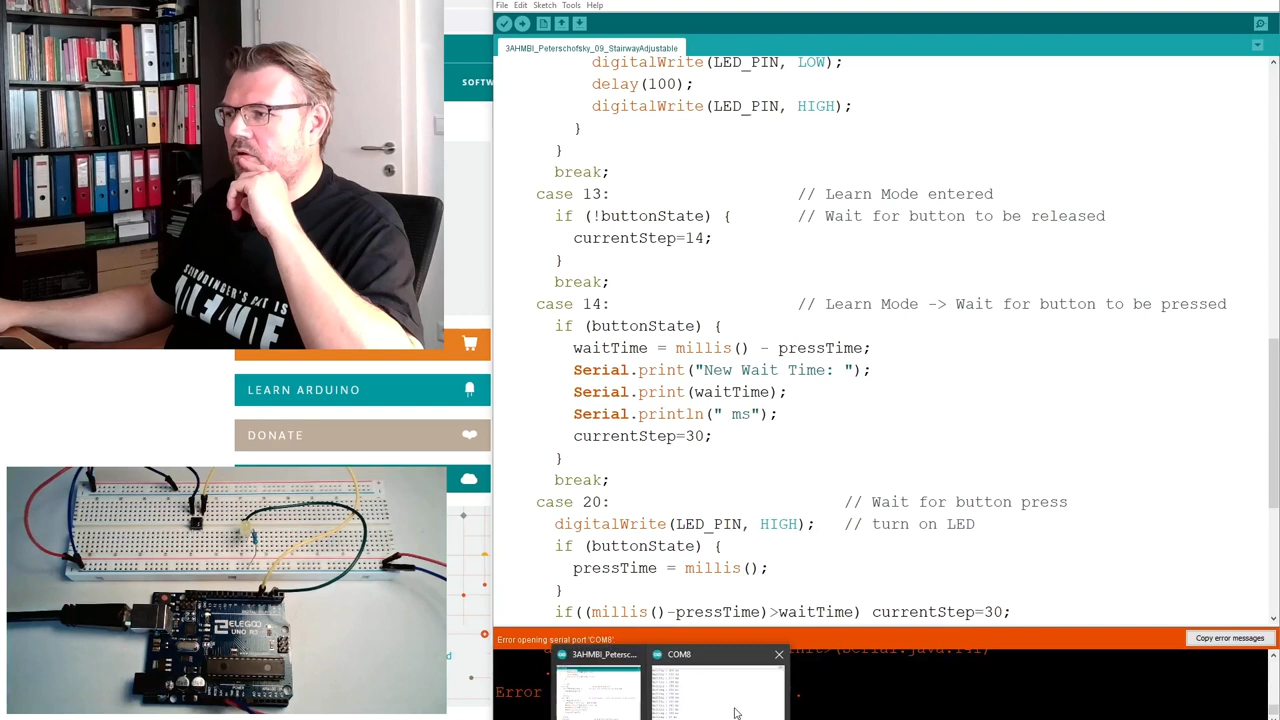 File Edit Sketch Tools Help
3AHMBI_Peterschofsky_09_StairwayAdjustable
digitalWrite(LED_PIN, LOW);
delay(100);
digitalWrite(LED_PIN, HIGH);
}
}
break;
case 13: // Learn Mode entered
if (!buttonState) { // Wait for button to be released
currentStep=14;
}
break;
case 14: // Learn Mode -> Wait for button to be pressed
if (buttonState) {
waitTime = millis() - pressTime;
Serial.print("New Wait Time: ");
Serial.print(waitTime);
Serial.println(" ms");
currentStep=30;
}
break;
case 20: // Wait for button press
digitalWrite(LED_PIN, HIGH); // turn on LED
if (buttonState) {
pressTime = millis();
}
if((millis()-pressTime)>waitTime) currentStep=30;
Error opening serial port 'COM8'.
Copy error messages
Error
3AHMBI_Petersc...
COM8
SOFTW
LEARN ARDUINO
DONATE
SCHRÖDINGER'S CAT IS
ELEGOO
UNO R3